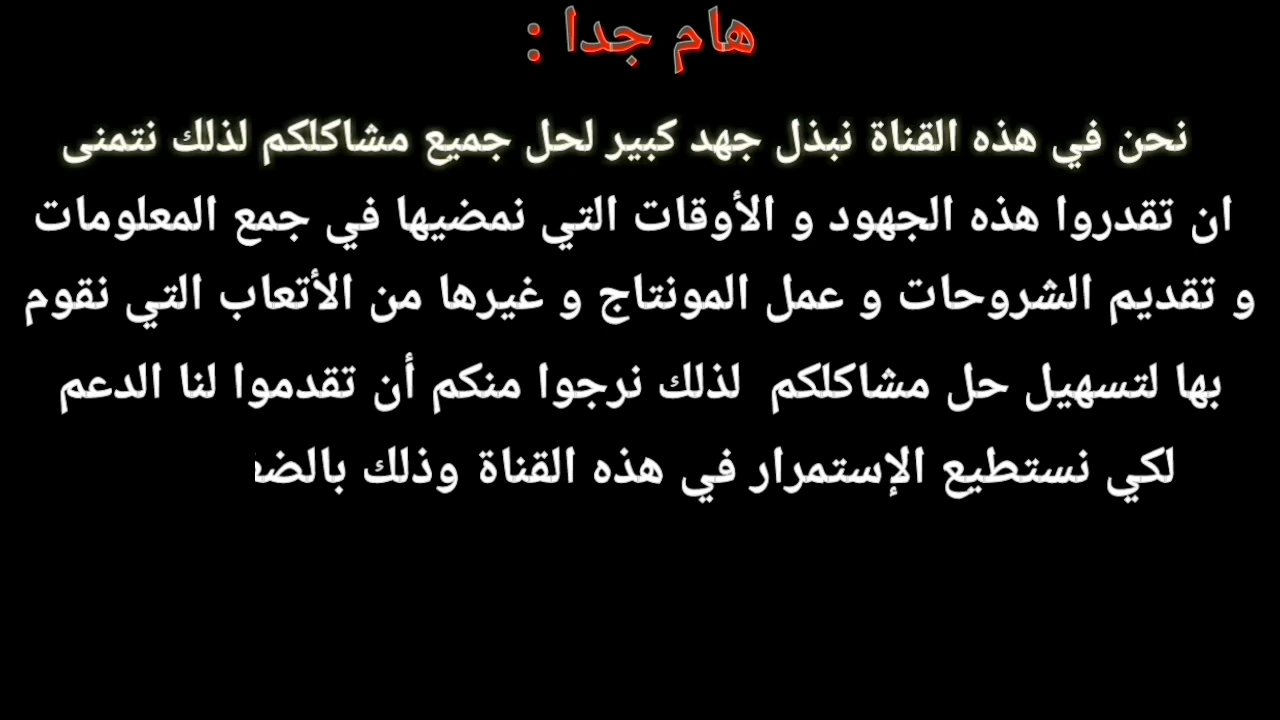 هام جدا :
نحن في هذه القناة نبذل جهد كبير لحل جميع مشاكلكم لذلك نتمنى
ان تقدروا هذه الجهود و الأوقات التي نمضيها في جمع المعلومات
و تقديم الشروحات و عمل المونتاج و غيرها من الأتعاب التي نقوم
بها لتسهيل حل مشاكلكم لذلك نرجوا منكم أن تقدموا لنا الدعم
لكي نستطيع الإستمرار في هذه القناة وذلك